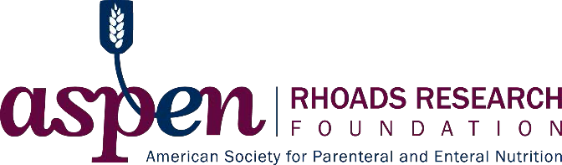 aspen
RHOADS RESEARCH
FOUNDATION
American Society for Parenteral and Enteral Nutrition